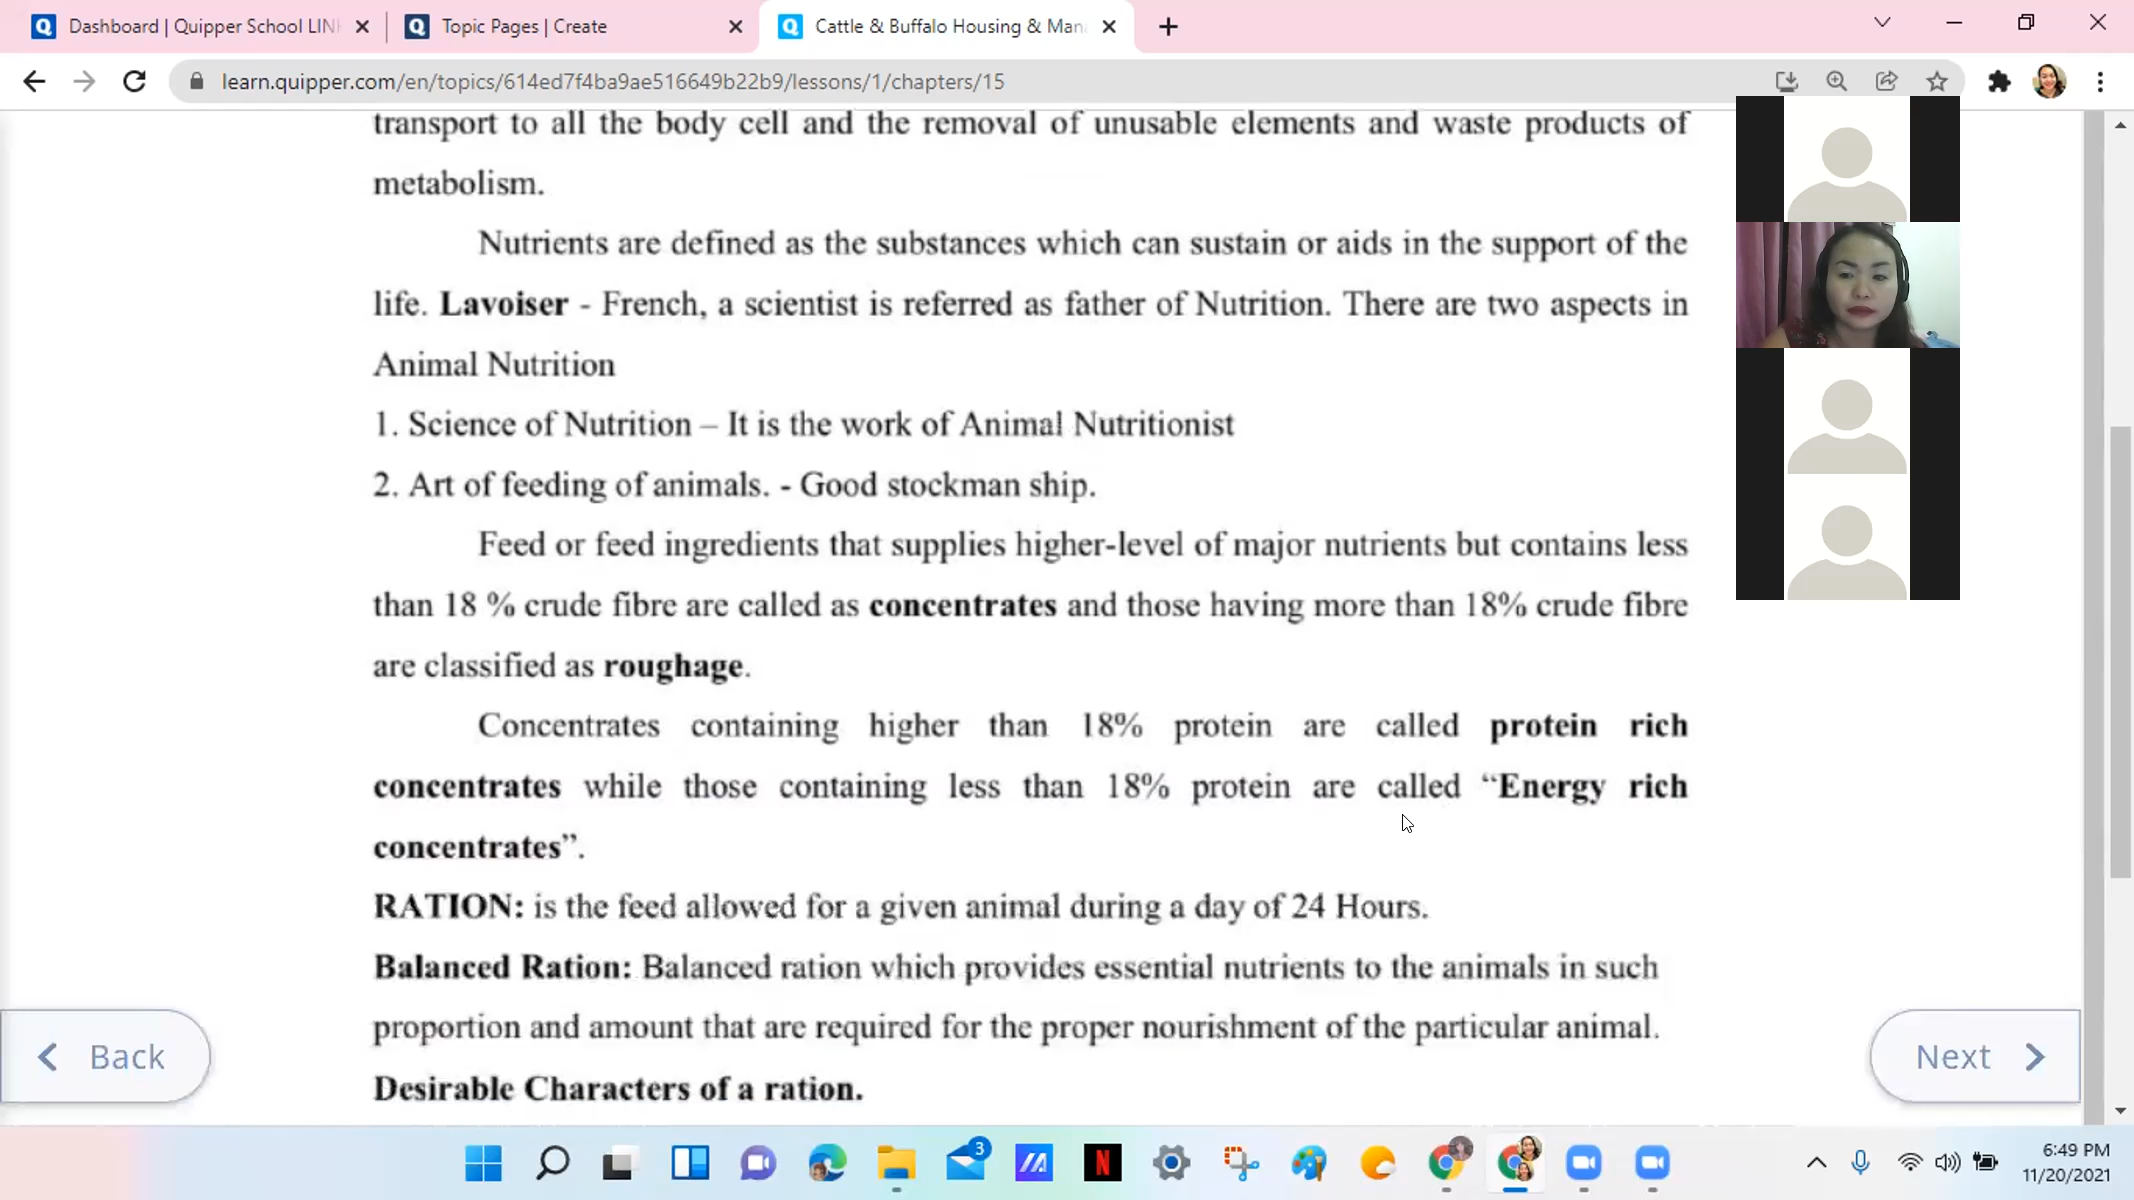 Dashboard | Quipper School LINK
Topic Pages | Create
Cattle & Buffalo Housing & Man
learn.quipper.com/en/topics/614ed7f4ba9ae516649b22b9/lessons/1/chapters/15
transport to all the body cell and the removal of unusable elements and waste products of
metabolism.
Nutrients are defined as the substances which can sustain or aids in the support of the
life. Lavoiser - French, a scientist is referred as father of Nutrition. There are two aspects in
Animal Nutrition
1. Science of Nutrition – It is the work of Animal Nutritionist
2. Art of feeding of animals. - Good stockman ship.
Feed or feed ingredients that supplies higher-level of major nutrients but contains less
than 18 % crude fibre are called as concentrates and those having more than 18% crude fibre
are classified as roughage.
Concentrates containing higher than 18% protein are called protein rich
concentrates while those containing less than 18% protein are called “Energy rich
concentrates”.
RATION: is the feed allowed for a given animal during a day of 24 Hours.
Balanced Ration: Balanced ration which provides essential nutrients to the animals in such
proportion and amount that are required for the proper nourishment of the particular animal.
Desirable Characters of a ration.
Back
Next
3
N
6:49 PM
11/20/2021